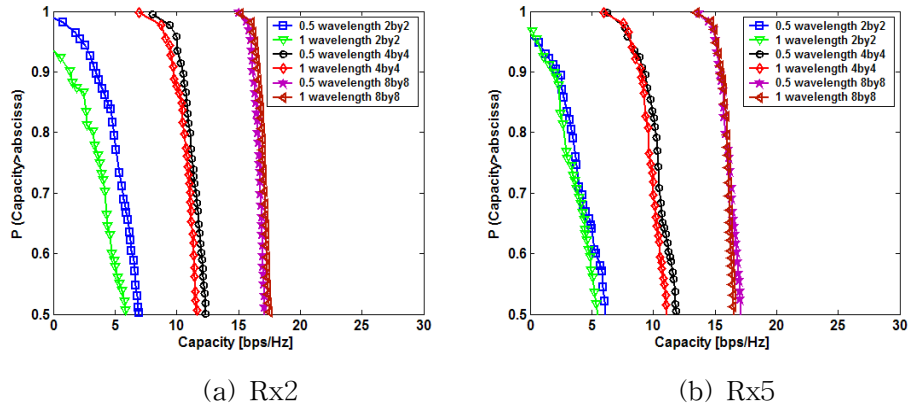 1
0.9
0.8
0.7
0.6
0.5
P (Capacity>abscissa)
0 5 10 15 20 25 30
Capacity [bps/Hz]
0.5 wavelength 2by2
1 wavelength 2by2
0.5 wavelength 4by4
1 wavelength 4by4
0.5 wavelength 8by8
1 wavelength 8by8
(a) Rx2
1
0.9
0.8
0.7
0.6
0.5
P (Capacity>abscissa)
0 5 10 15 20 25 30
Capacity [bps/Hz]
0.5 wavelength 2by2
1 wavelength 2by2
0.5 wavelength 4by4
1 wavelength 4by4
0.5 wavelength 8by8
1 wavelength 8by8
(b) Rx5